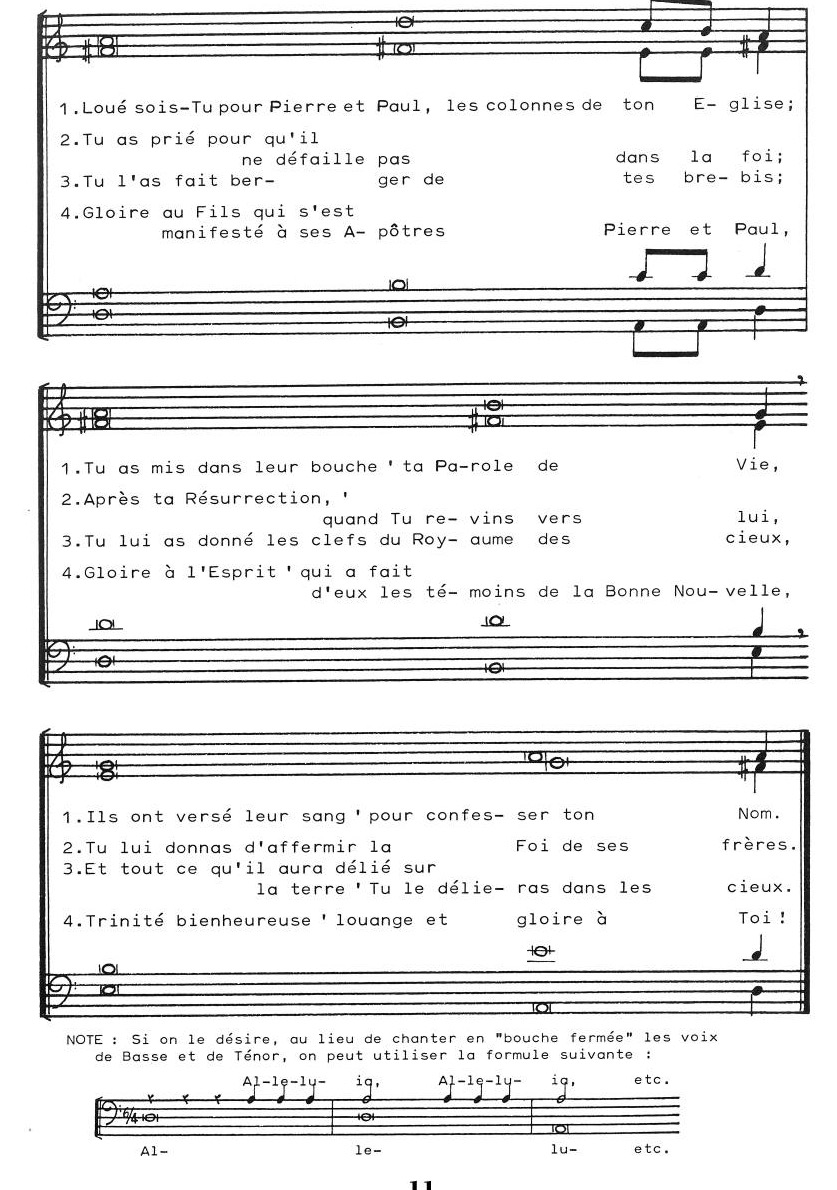 1.Loué sois-Tu pour Pierre et Paul, les colonnes de ton E- glise;
2.Tu as prié pour qu'il
ne défaille pas dans la foi;
3.Tu l'as fait ber- ger de tes bre- bis;
4.Gloire au Fils qui s'est
manifesté à ses A- pôtres Pierre et Paul,
1.Tu as mis dans leur bouche ' ta Pa-role de Vie,
2.Après ta Résurrection, '
quand Tu re- vins vers lui,
3.Tu lui as donné les clefs du Roy- aume des cieux,
4.Gloire à l'Esprit ' qui a fait
d'eux les té- moins de la Bonne Nou- velle,
1.Ils ont versé leur sang ' pour confes- ser ton Nom.
2.Tu lui donnas d'affermir la Foi de ses frères.
3.Et tout ce qu'il aura délié sur
la terre ' Tu le délie- ras dans les cieux.
4.Trinité bienheureuse ' louange et gloire à Toi !
NOTE : Si on le désire, au lieu de chanter en "bouche fermée" les voix
de Basse et de Ténor, on peut utiliser la formule suivante :
Al-le-lu- ia, Al-le-lu- ia, etc.
6/4
Al- le- lu- etc.
11